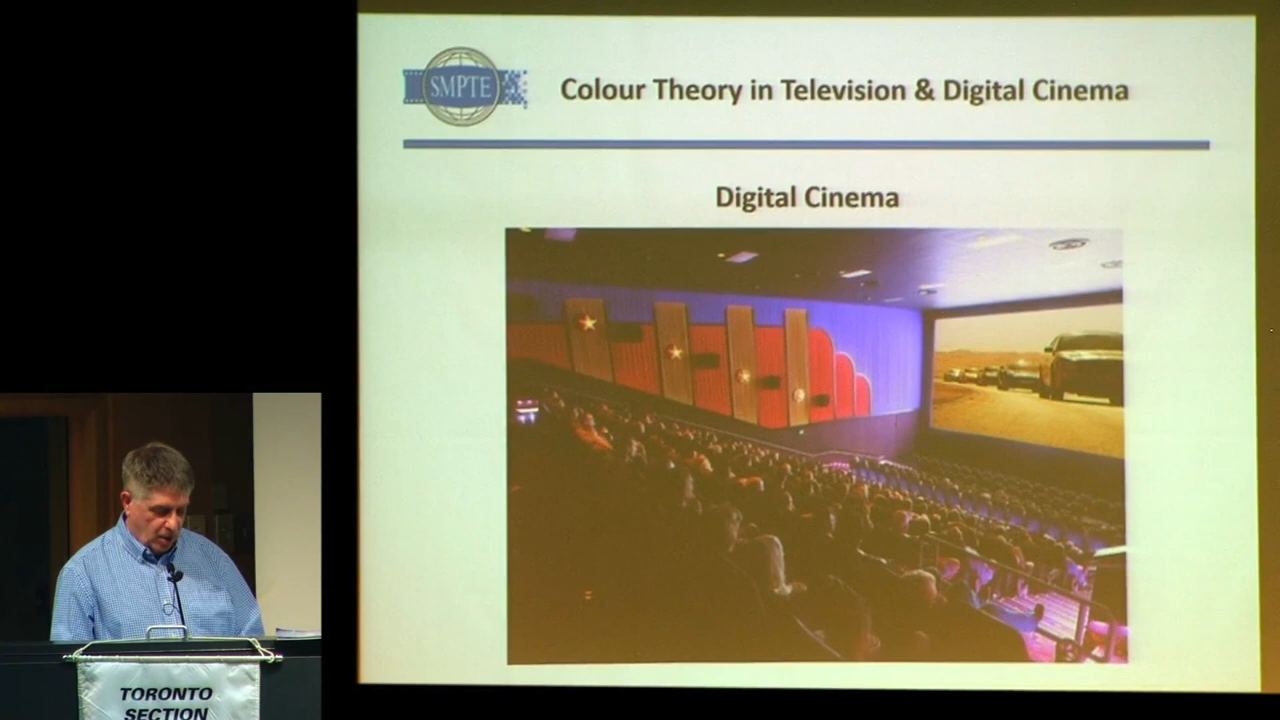 SMPTE
Colour Theory in Television & Digital Cinema
Digital Cinema
TORONTO
SECTION